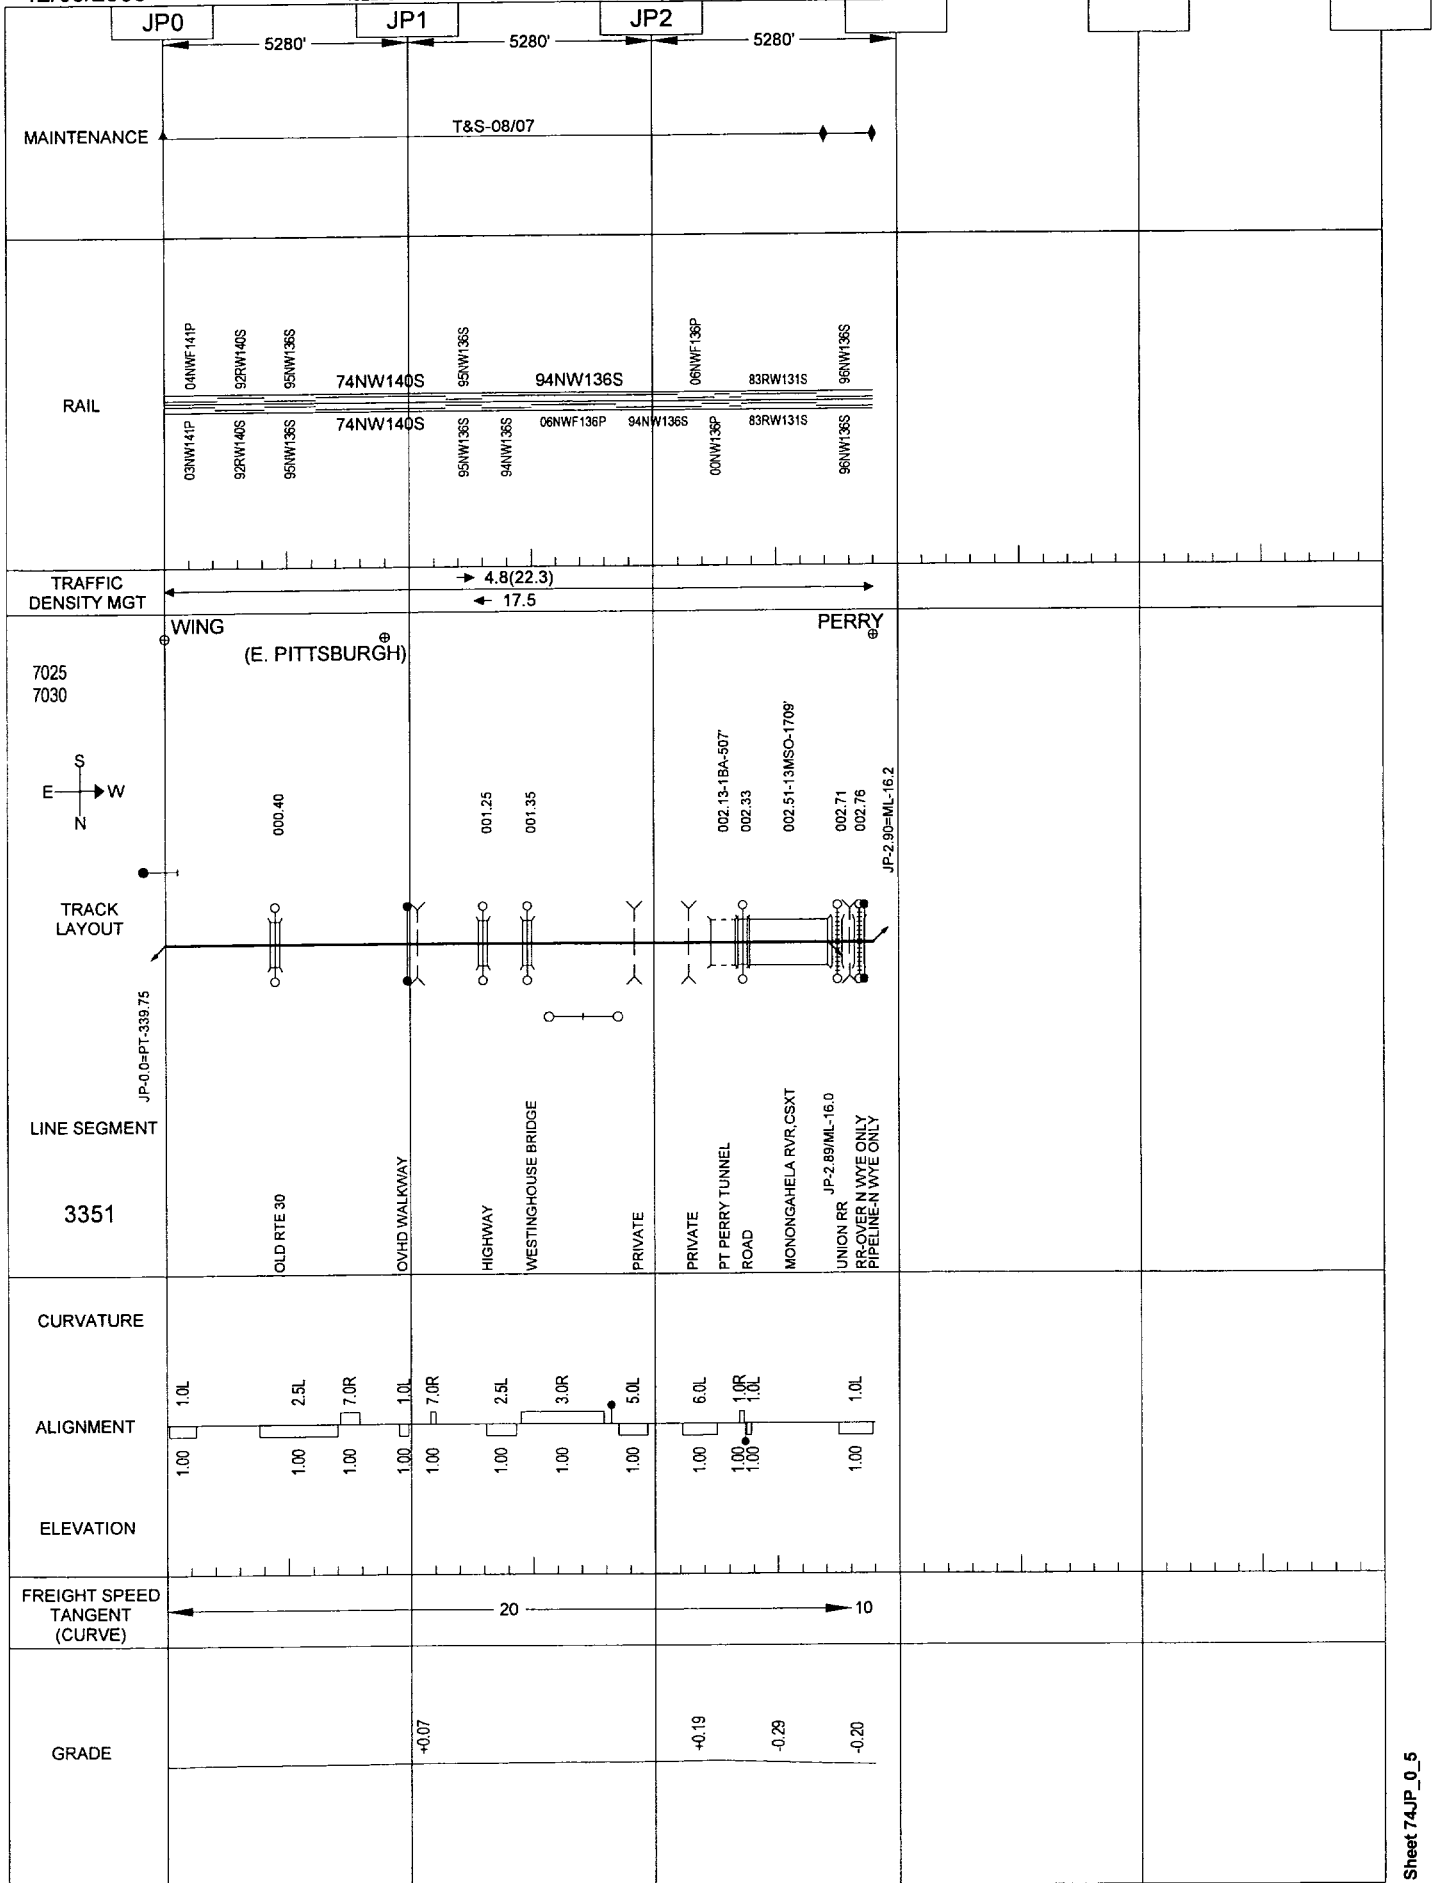 JP0
JP1
JP2
5280'
5280'
5280'
MAINTENANCE
T&S-08/07
RAIL
04NWF141P
92RW140S
95NW136S
74NW140S
95NW136S
94NW136S
06NWF136P
83RW131S
96NW136S
03NW141P
92RW140S
95NW136S
74NW140S
95NW136S
94NW136S
06NWF136P
94NW136S
00NW136P
83RW131S
96NW136S
TRAFFIC
DENSITY MGT
4.8(22.3)
17.5
WING
(E. PITTSBURGH)
PERRY
7025
7030
S
E
W
N
000.40
001.25
001.35
002.13-1BA-507'
002.33
002.51-13MSO-1709'
002.71
002.76
JP-2.90=ML-16.2
TRACK
LAYOUT
JP-0.0=PT-339.75
LINE SEGMENT
3351
OLD RTE 30
OVHD WALKWAY
HIGHWAY
WESTINGHOUSE BRIDGE
PRIVATE
PRIVATE
PT PERRY TUNNEL
ROAD
MONONGAHELA RVR,CSXT
JP-2.89/ML-16.0
UNION RR
RR-OVER N WYE ONLY
PIPELINE-N WYE ONLY
CURVATURE
1.0L
2.5L
7.0R
1.0L
7.0R
2.5L
3.0R
5.0L
6.0L
1.0R
1.0L
1.0L
ALIGNMENT
1.00
1.00
1.00
1.00
1.00
1.00
1.00
1.00
1.00
1.00
1.00
1.00
ELEVATION
FREIGHT SPEED
TANGENT
(CURVE)
20
10
GRADE
+0.07
+0.19
-0.29
-0.20
Sheet 74JP_0_5